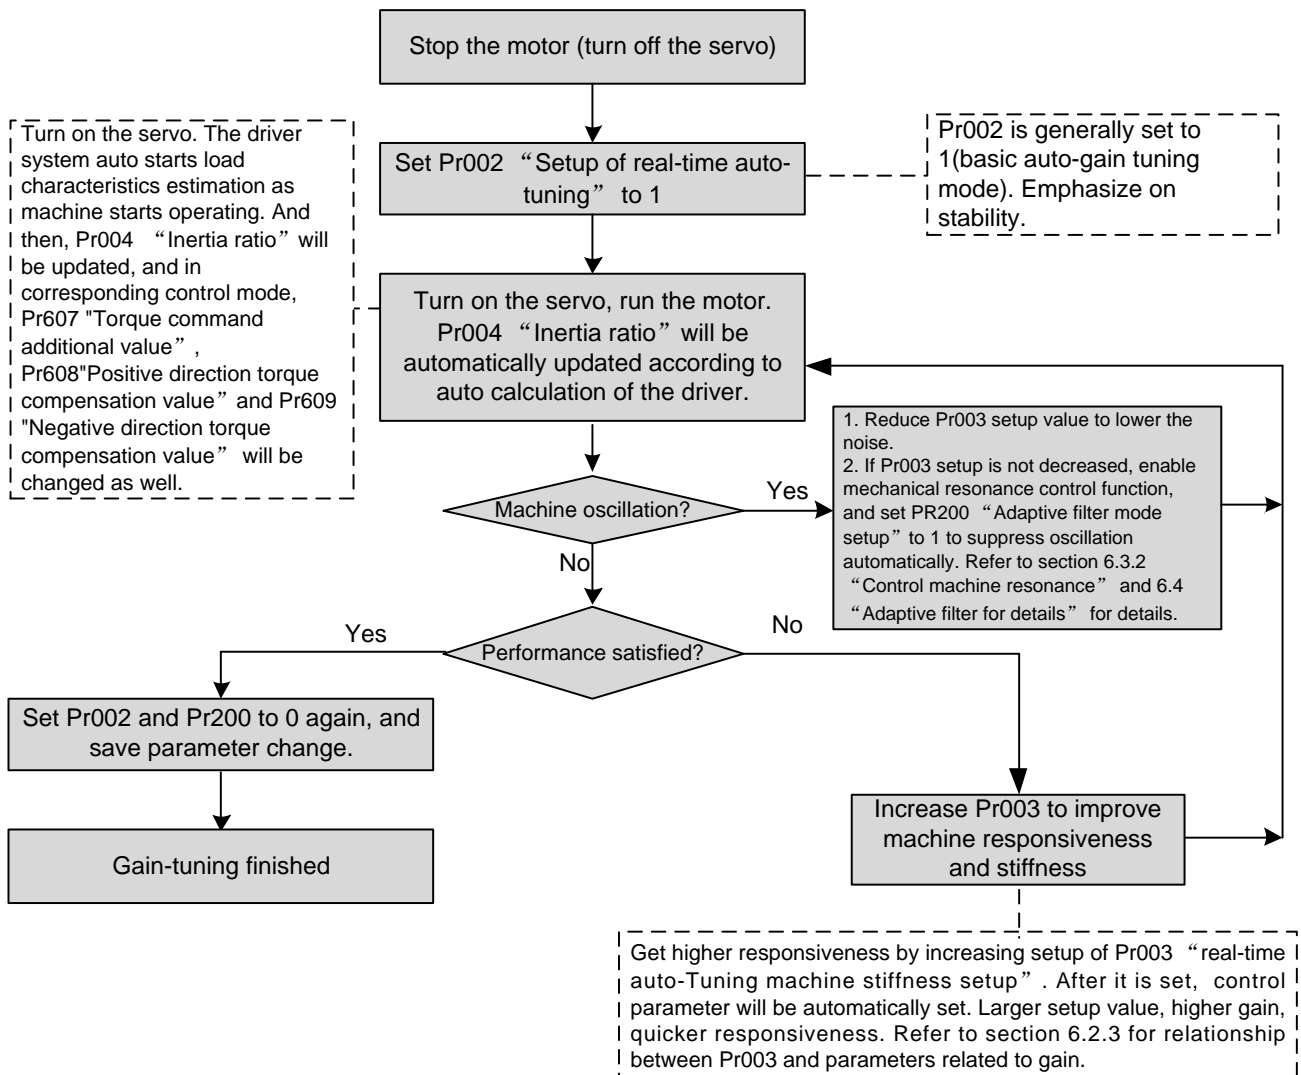 Stop the motor (turn off the servo)
Turn on the servo. The driver
system auto starts load
characteristics estimation as
machine starts operating. And
then, Pr004 “Inertia ratio” will
be updated, and in
corresponding control mode,
Pr607 "Torque command
additional value” ,
Pr608"Positive direction torque
compensation value” and Pr609
"Negative direction torque
compensation value” will be
changed as well.
Set Pr002 “Setup of real-time auto-
tuning” to 1
Pr002 is generally set to
1(basic auto-gain tuning
mode). Emphasize on
stability.
Turn on the servo, run the motor.
Pr004 “Inertia ratio” will be
automatically updated according to
auto calculation of the driver.
Machine oscillation?
Yes
1. Reduce Pr003 setup value to lower the
noise.
2. If Pr003 setup is not decreased, enable
mechanical resonance control function,
and set PR200 “Adaptive filter mode
setup” to 1 to suppress oscillation
automatically. Refer to section 6.3.2
“Control machine resonance” and 6.4
“Adaptive filter for details” for details.
No
Performance satisfied?
Yes
No
Set Pr002 and Pr200 to 0 again, and
save parameter change.
Gain-tuning finished
Increase Pr003 to improve
machine responsiveness
and stiffness
Get higher responsiveness by increasing setup of Pr003 “real-time
auto-Tuning machine stiffness setup” . After it is set, control
parameter will be automatically set. Larger setup value, higher gain,
quicker responsiveness. Refer to section 6.2.3 for relationship
between Pr003 and parameters related to gain.